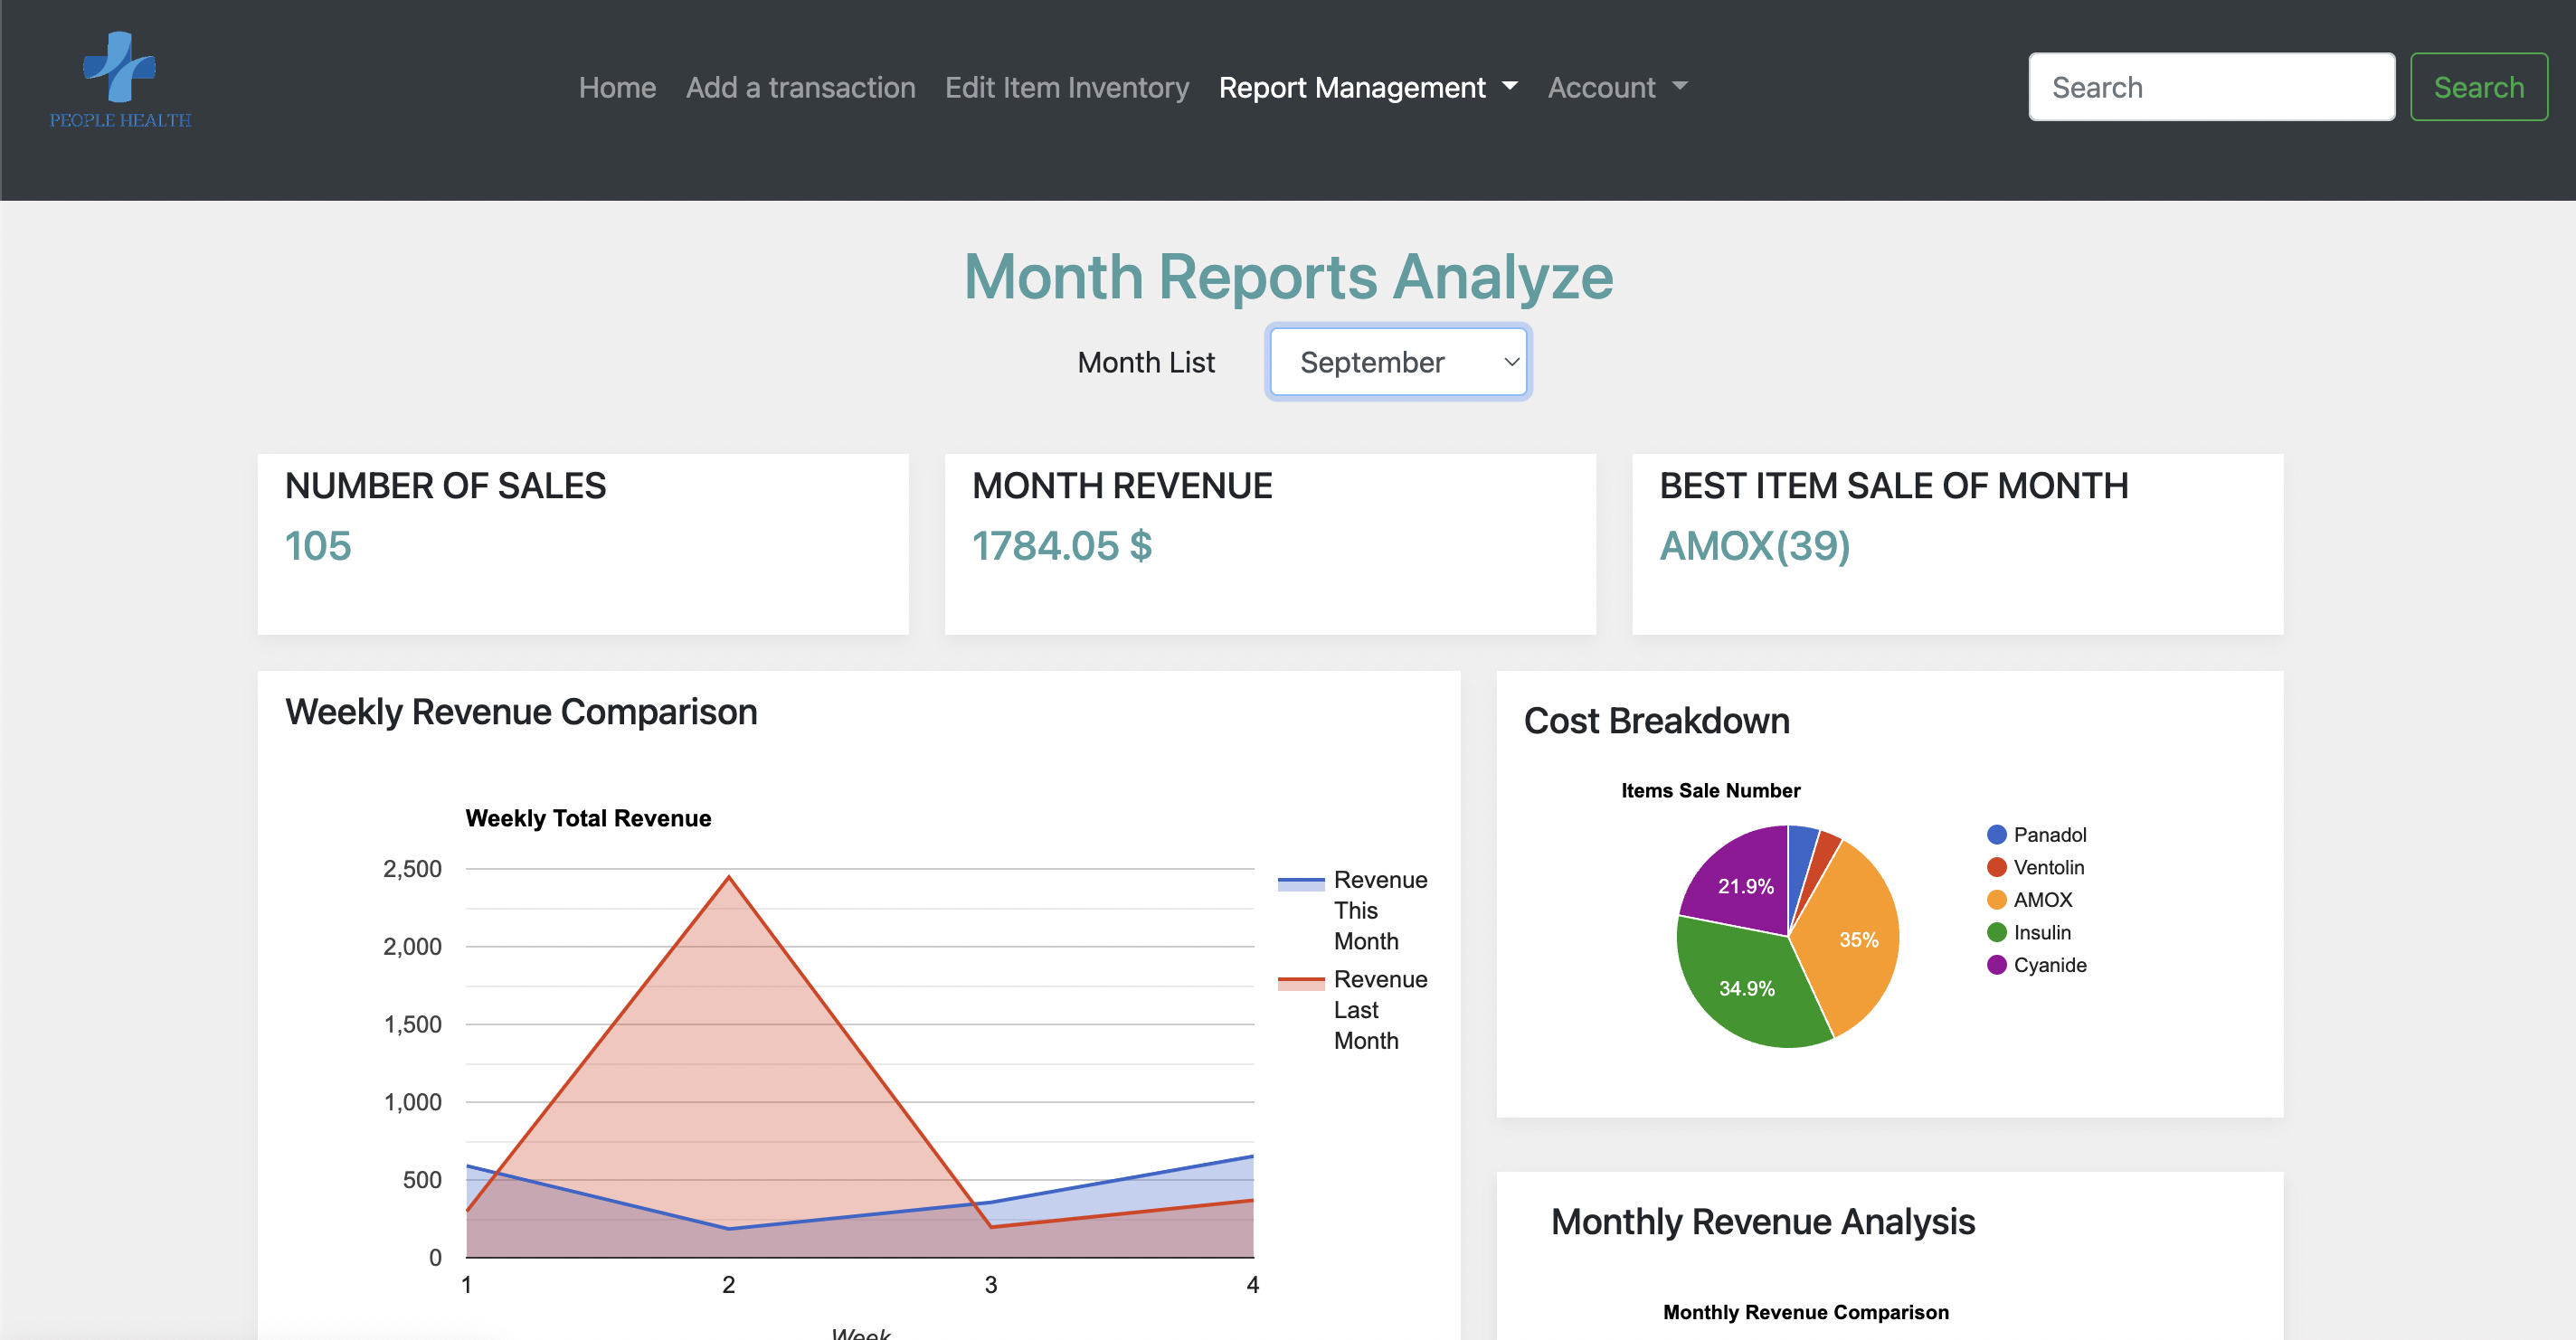 PEOPLE HEALTH
Home Add a transaction Edit Item Inventory Report Management Account
Search Search
Month Reports Analyze
Month List September
NUMBER OF SALES
105
MONTH REVENUE
1784.05 $
BEST ITEM SALE OF MONTH
AMOX(39)
Weekly Revenue Comparison
Weekly Total Revenue
2,500
2,000
1,500
1,000
500
0
1 2 3 4
Week
Revenue
This
Month
Revenue
Last
Month
Cost Breakdown
Items Sale Number
21.9%
35%
34.9%
Panadol
Ventolin
AMOX
Insulin
Cyanide
Monthly Revenue Analysis
Monthly Revenue Comparison